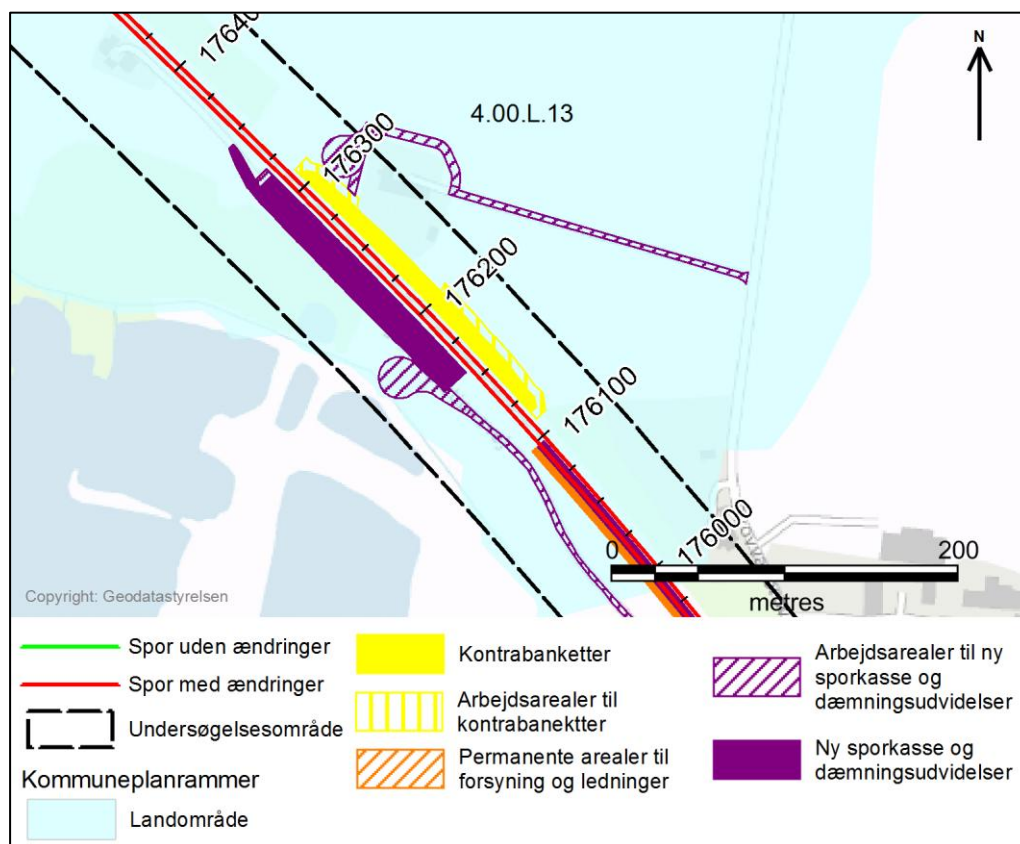 17640
N
4.00.L.13
176300
176200
176100
176000
0
200
metres
Copyright: Geodatastyrelsen
Spor uden ændringer
Spor med ændringer
Undersøgelsesområde
Kommuneplanrammer
Landområde
Kontrabanketter
Arbejdsarealer til
kontrabanektter
Permanente arealer til
forsyning og ledninger
Arbejdsarealer til ny
sporkasse og
dæmningsudvidelser
Ny sporkasse og
dæmningsudvidelser